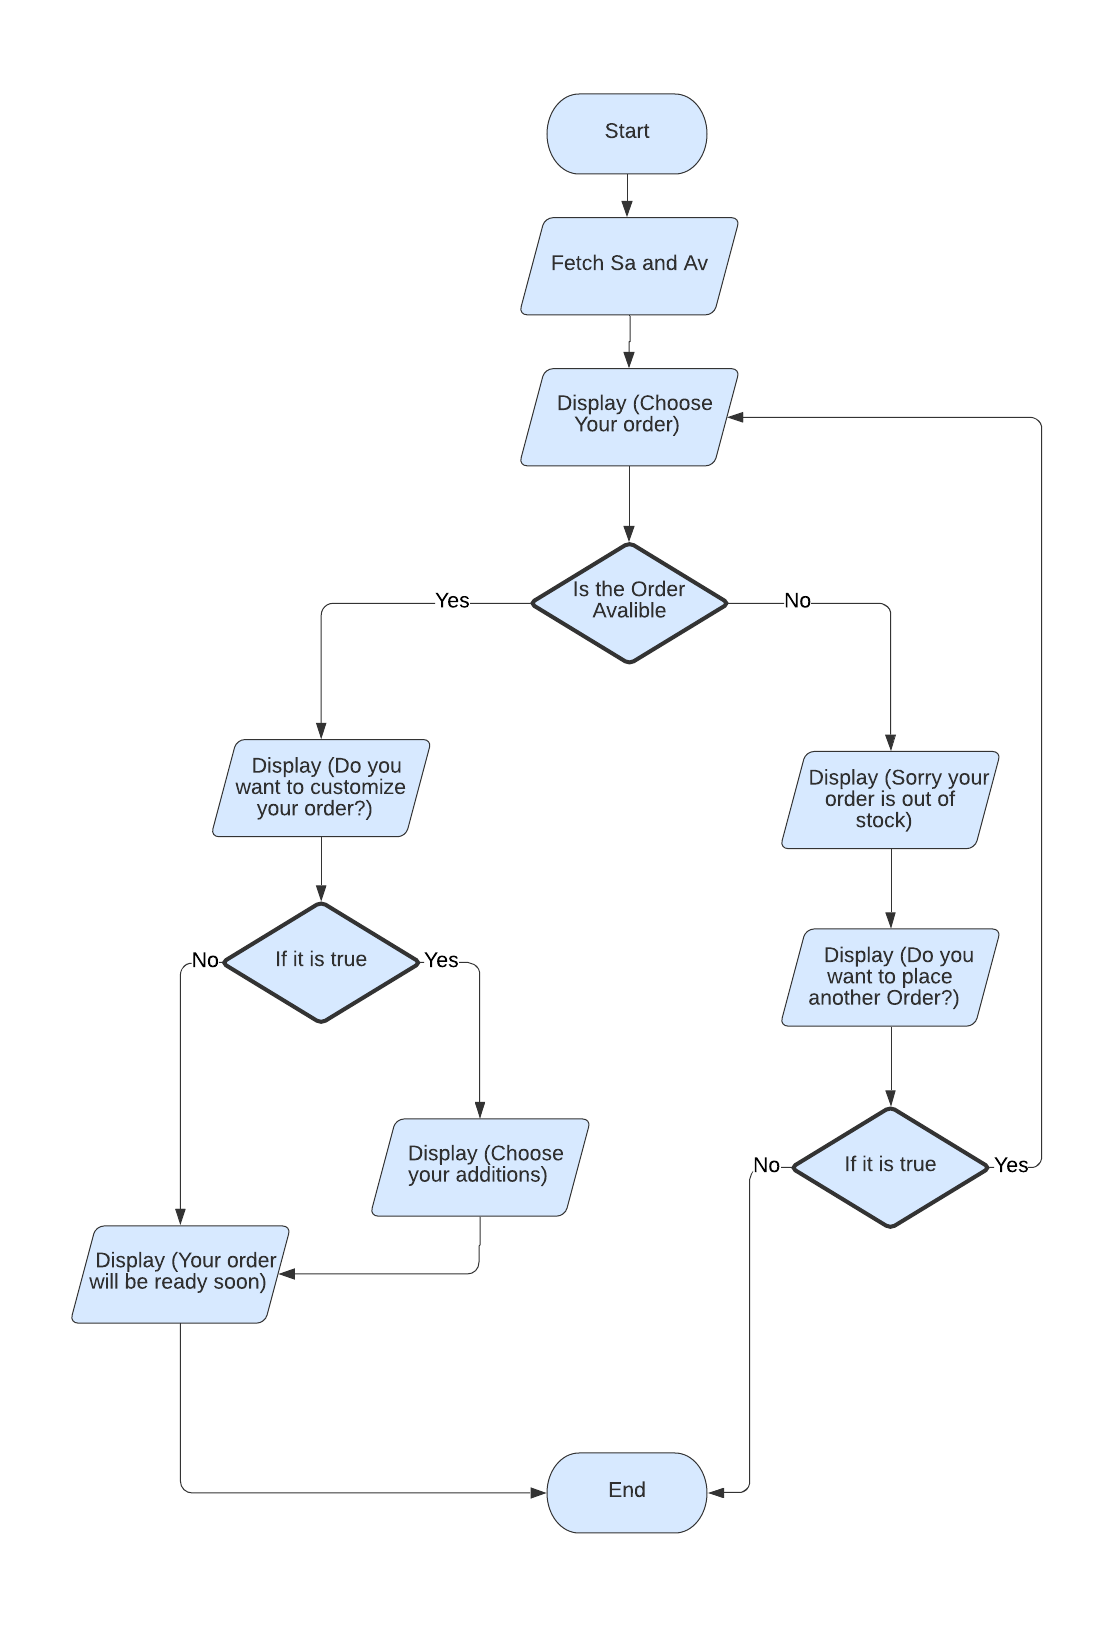 Start
Fetch Sa and Av
Display (Choose
Your order)
Is the Order
Avalible
Yes
No
Display (Do you
want to customize
your order?)
Display (Sorry your
order is out of
stock)
If it is true
No
Yes
Display (Do you
want to place
another Order?)
Display (Choose
your additions)
If it is true
No
Yes
Display (Your order
will be ready soon)
End